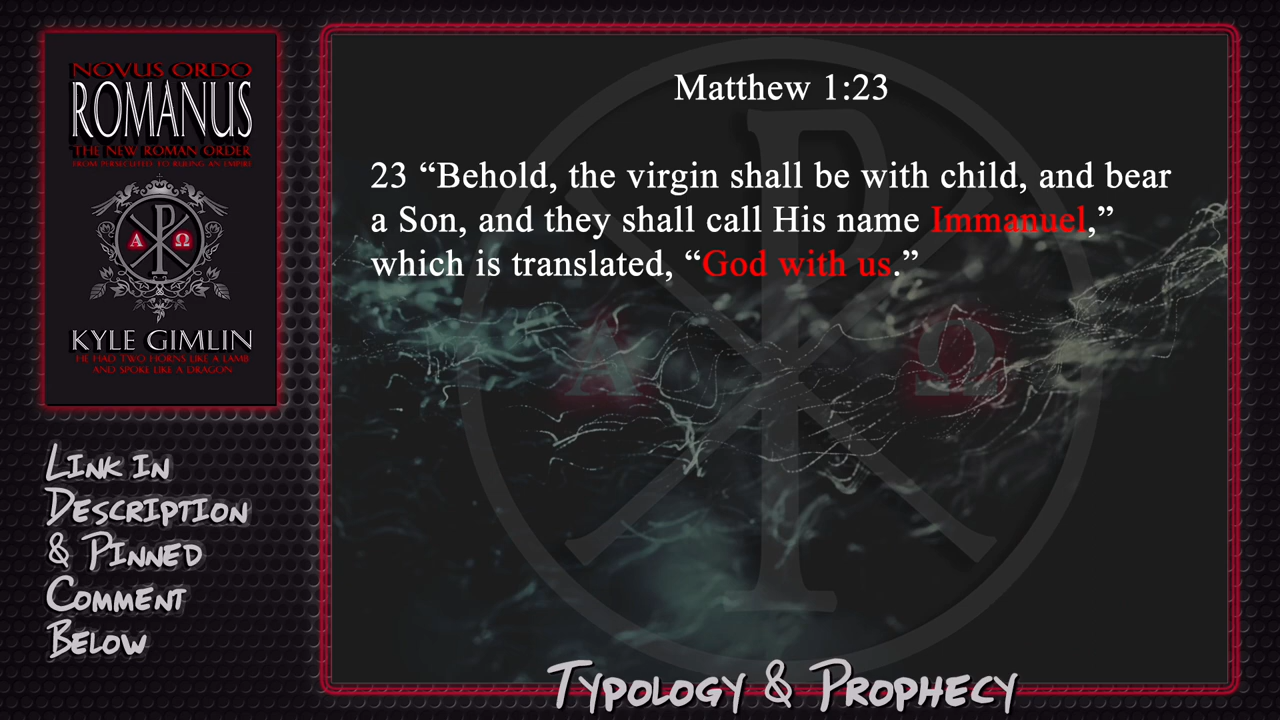 NOVUS ORDO
ROMANUS
THE NEW ROMAN ORDER
FROM PERSECUTED TO RULING AN EMPIRE
Α Ω
KYLE GIMLIN
HE HAD TWO HORNS LIKE A LAMB
AND SPOKE LIKE A DRAGON
LINK IN
DESCRIPTION
& PINNED
COMMENT
BELOW
Matthew 1:23
23 “Behold, the virgin shall be with child, and bear
a Son, and they shall call His name Immanuel,”
which is translated, “God with us.”
Α Ω
TYPOLOGY & PROPHECY